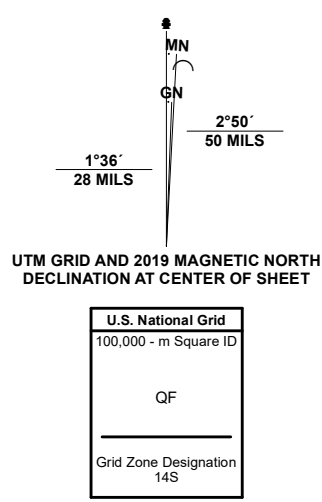 MN
GN
2°50´
50 MILS
1°36´
28 MILS
UTM GRID AND 2019 MAGNETIC NORTH
DECLINATION AT CENTER OF SHEET
U.S. National Grid
100,000 - m Square ID
QF
Grid Zone Designation
14S